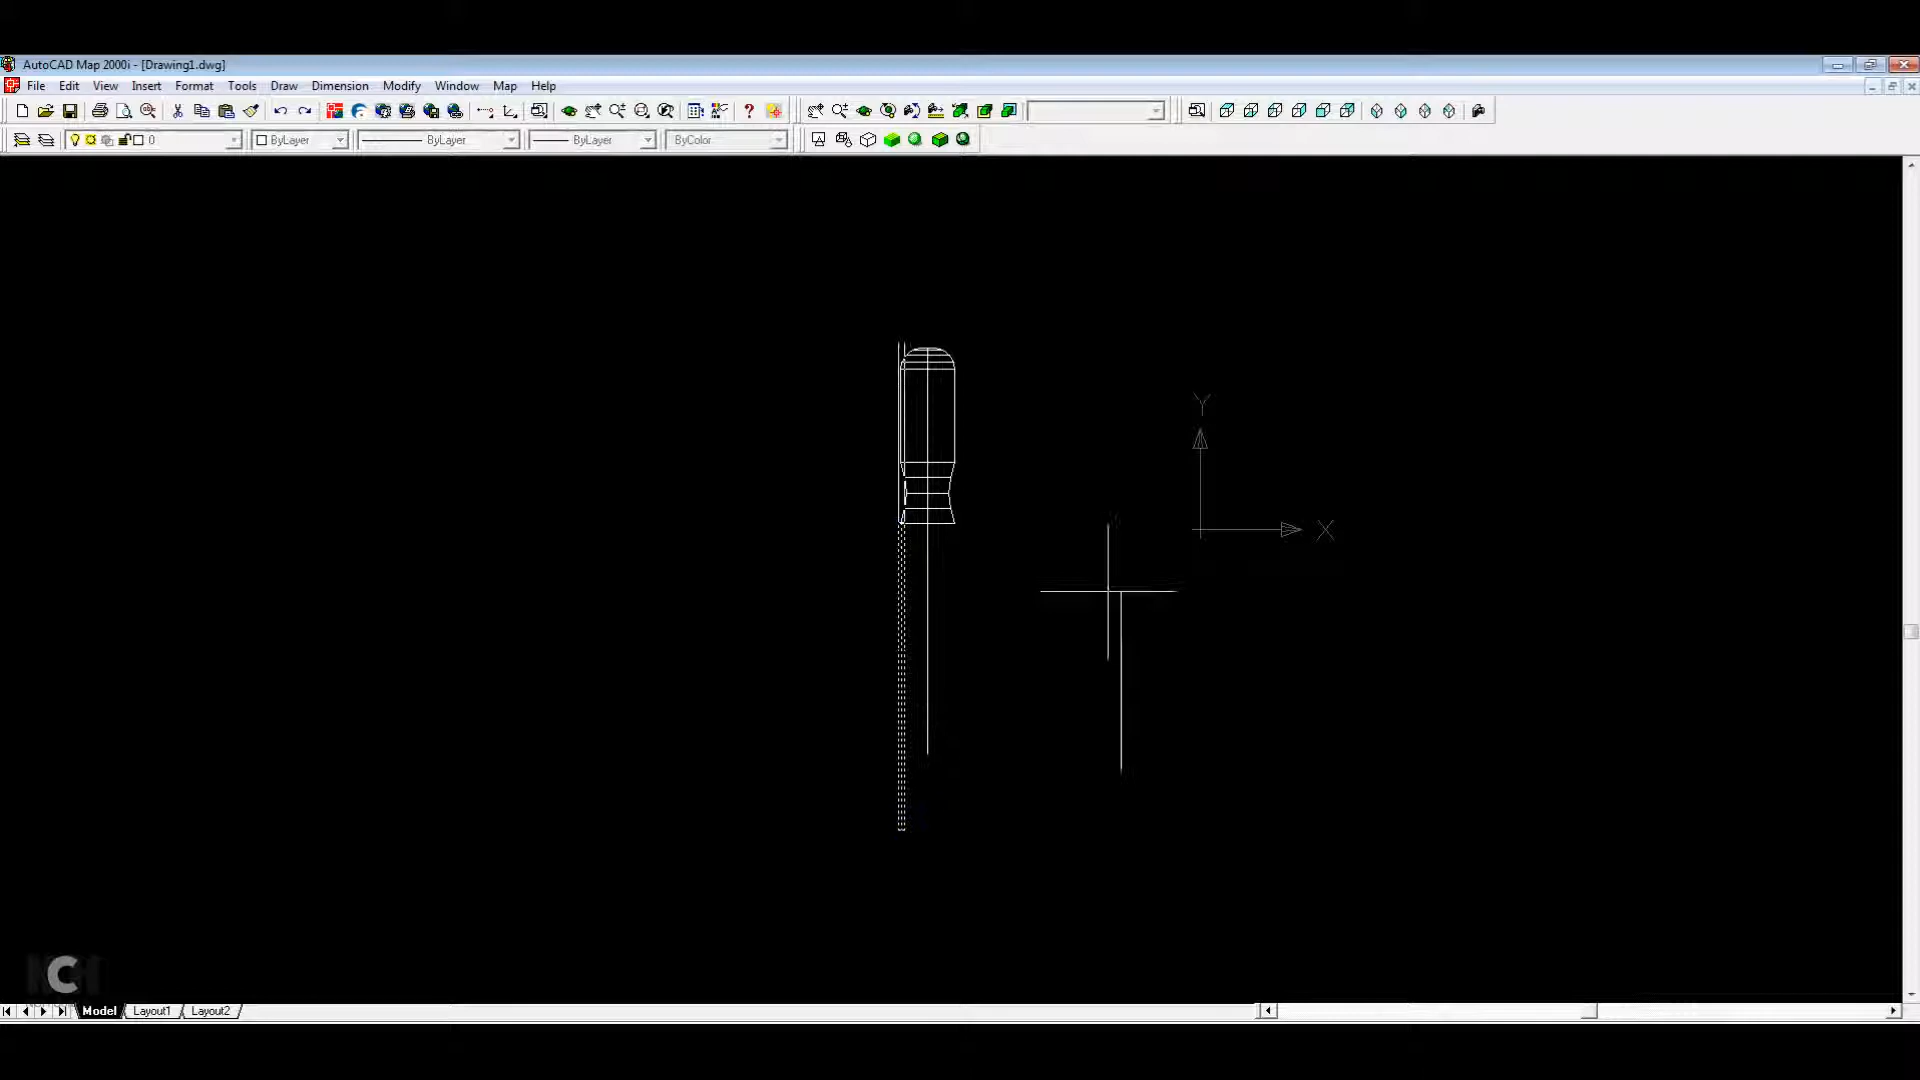 AutoCAD Map 2000i - [Drawing1.dwg]
File Edit View Insert Format Tools Draw Dimension Modify Window Map Help
0 ByLayer ByLayer ByLayer ByColor
Y
X
Model Layout1 Layout2